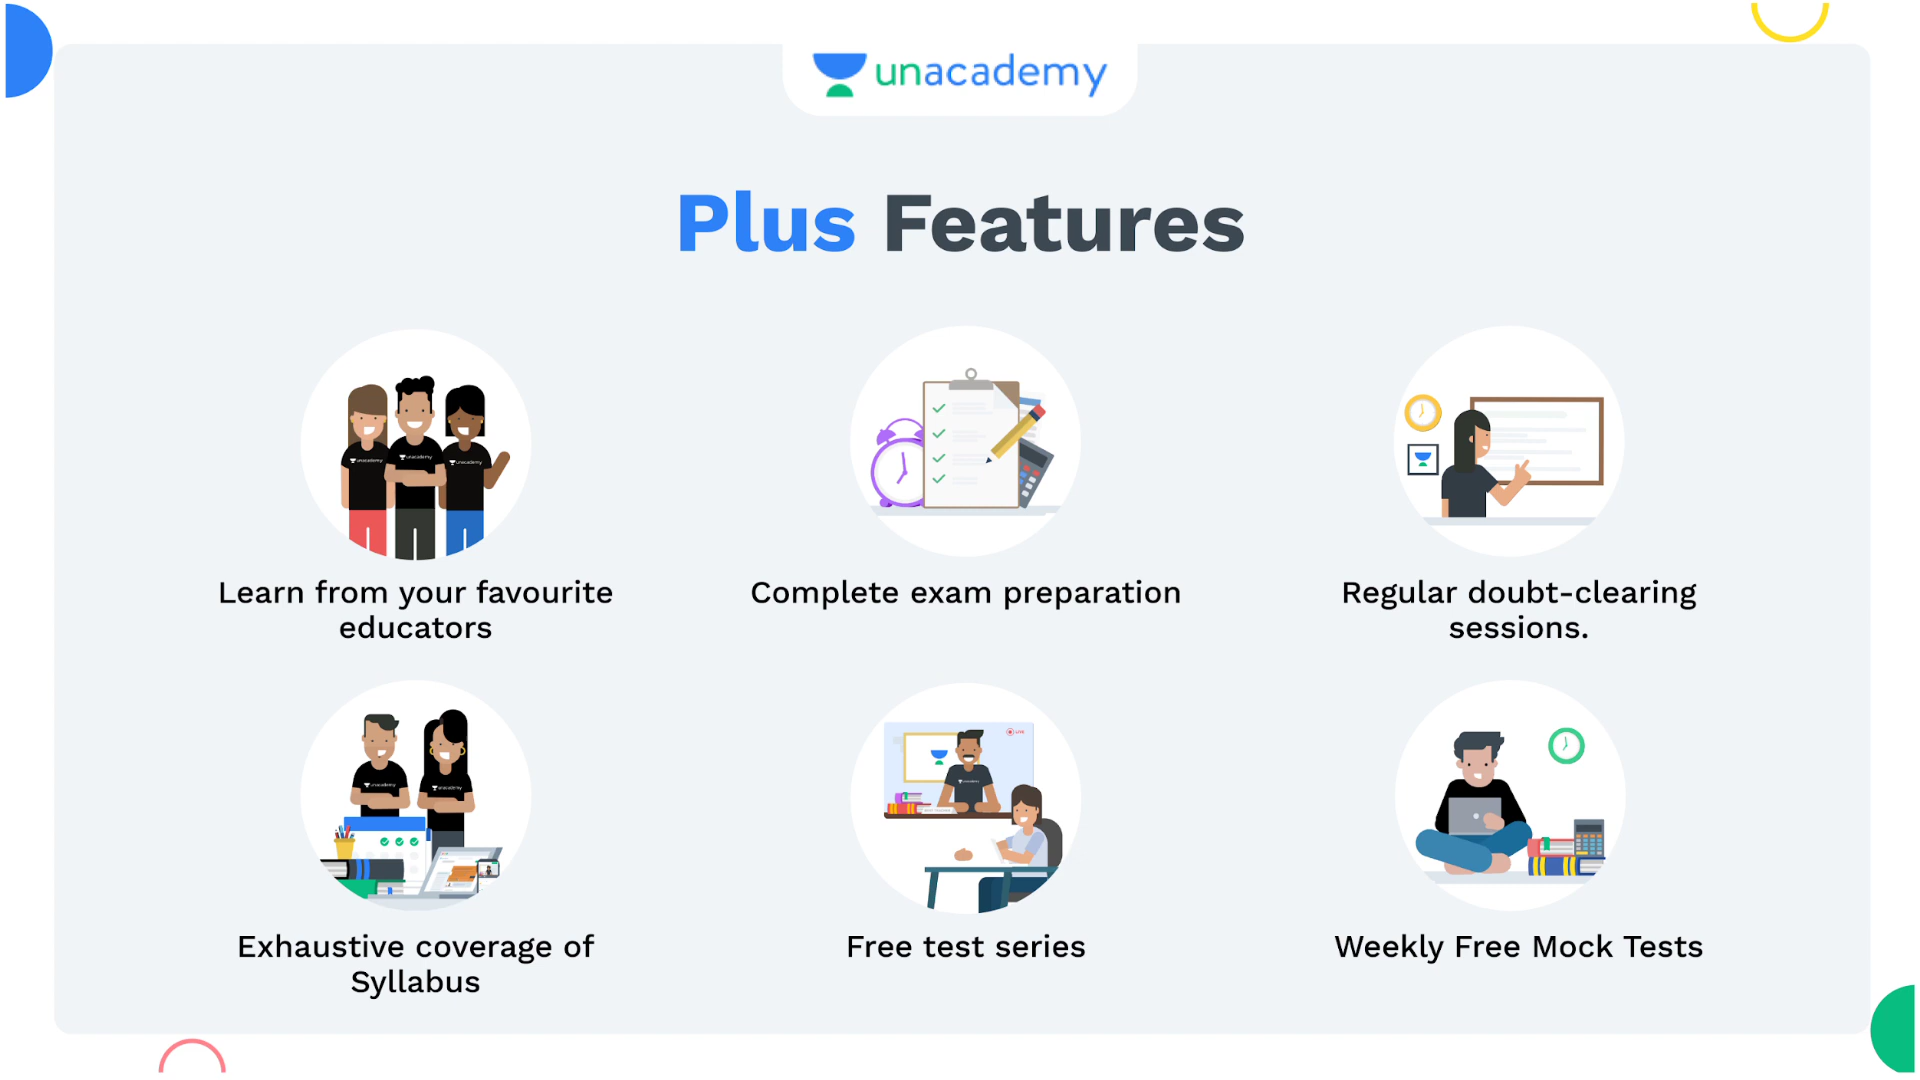 unacademy
Plus Features
Learn from your favourite
educators
Complete exam preparation
Regular doubt-clearing
sessions.
Exhaustive coverage of
Syllabus
Free test series
Weekly Free Mock Tests